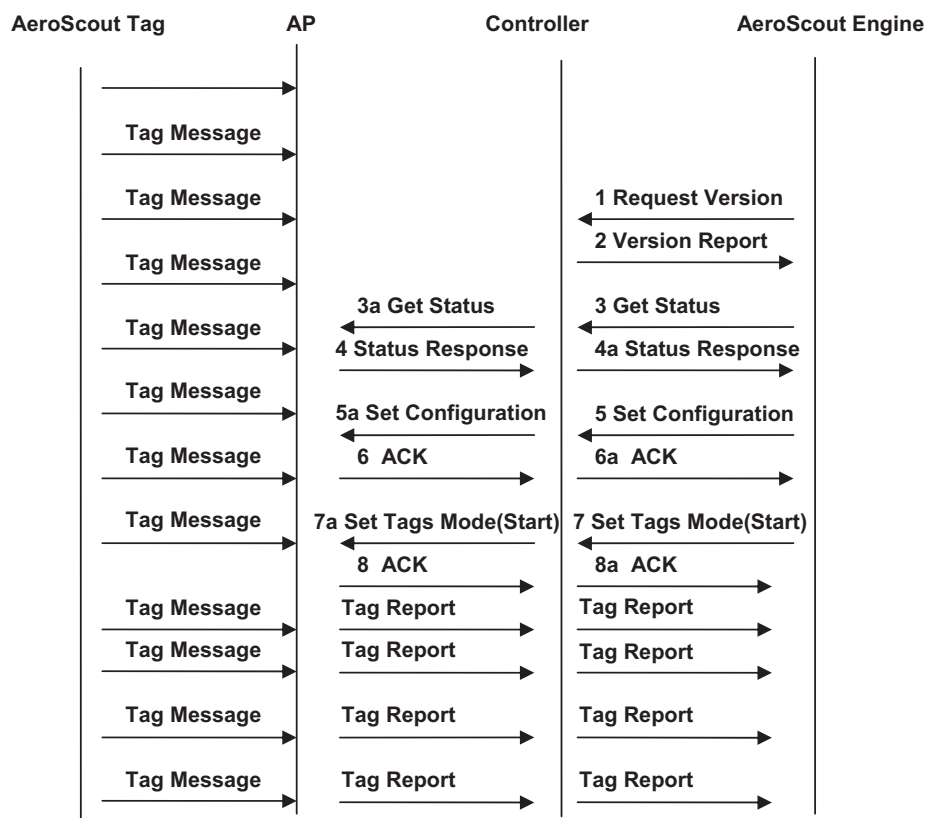 AeroScout Tag AP Controller AeroScout Engine
Tag Message
Tag Message 1 Request Version
2 Version Report
Tag Message
3a Get Status 3 Get Status
Tag Message
4 Status Response 4a Status Response
Tag Message
5a Set Configuration 5 Set Configuration
Tag Message 6 ACK 6a ACK
Tag Message 7a Set Tags Mode(Start) 7 Set Tags Mode(Start)
8 ACK 8a ACK
Tag Message Tag Report Tag Report
Tag Message Tag Report Tag Report
Tag Message Tag Report Tag Report
Tag Message Tag Report Tag Report